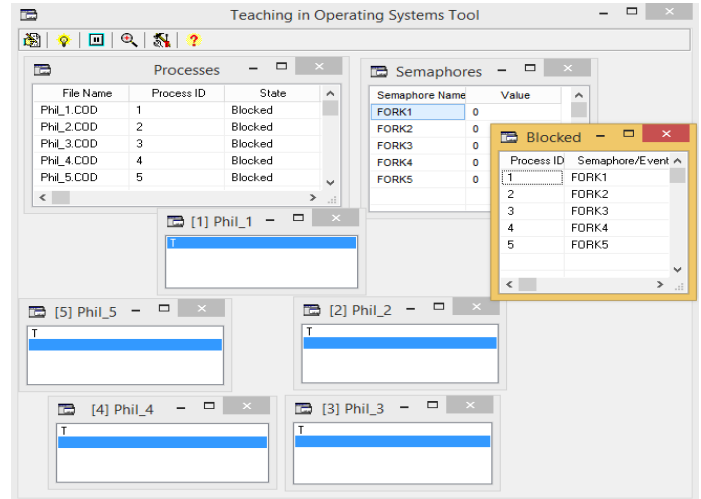 Teaching in Operating Systems Tool
Processes
File Name Process ID State
Phil_1.COD 1 Blocked
Phil_2.COD 2 Blocked
Phil_3.COD 3 Blocked
Phil_4.COD 4 Blocked
Phil_5.COD 5 Blocked
Semaphores
Semaphore Name Value
FORK1 0
FORK2 0
FORK3 0
FORK4 0
FORK5 0
Blocked
Process ID Semaphore/Event
1 FORK1
2 FORK2
3 FORK3
4 FORK4
5 FORK5
[1] Phil_1
T
[5] Phil_5
T
[2] Phil_2
T
[4] Phil_4
T
[3] Phil_3
T